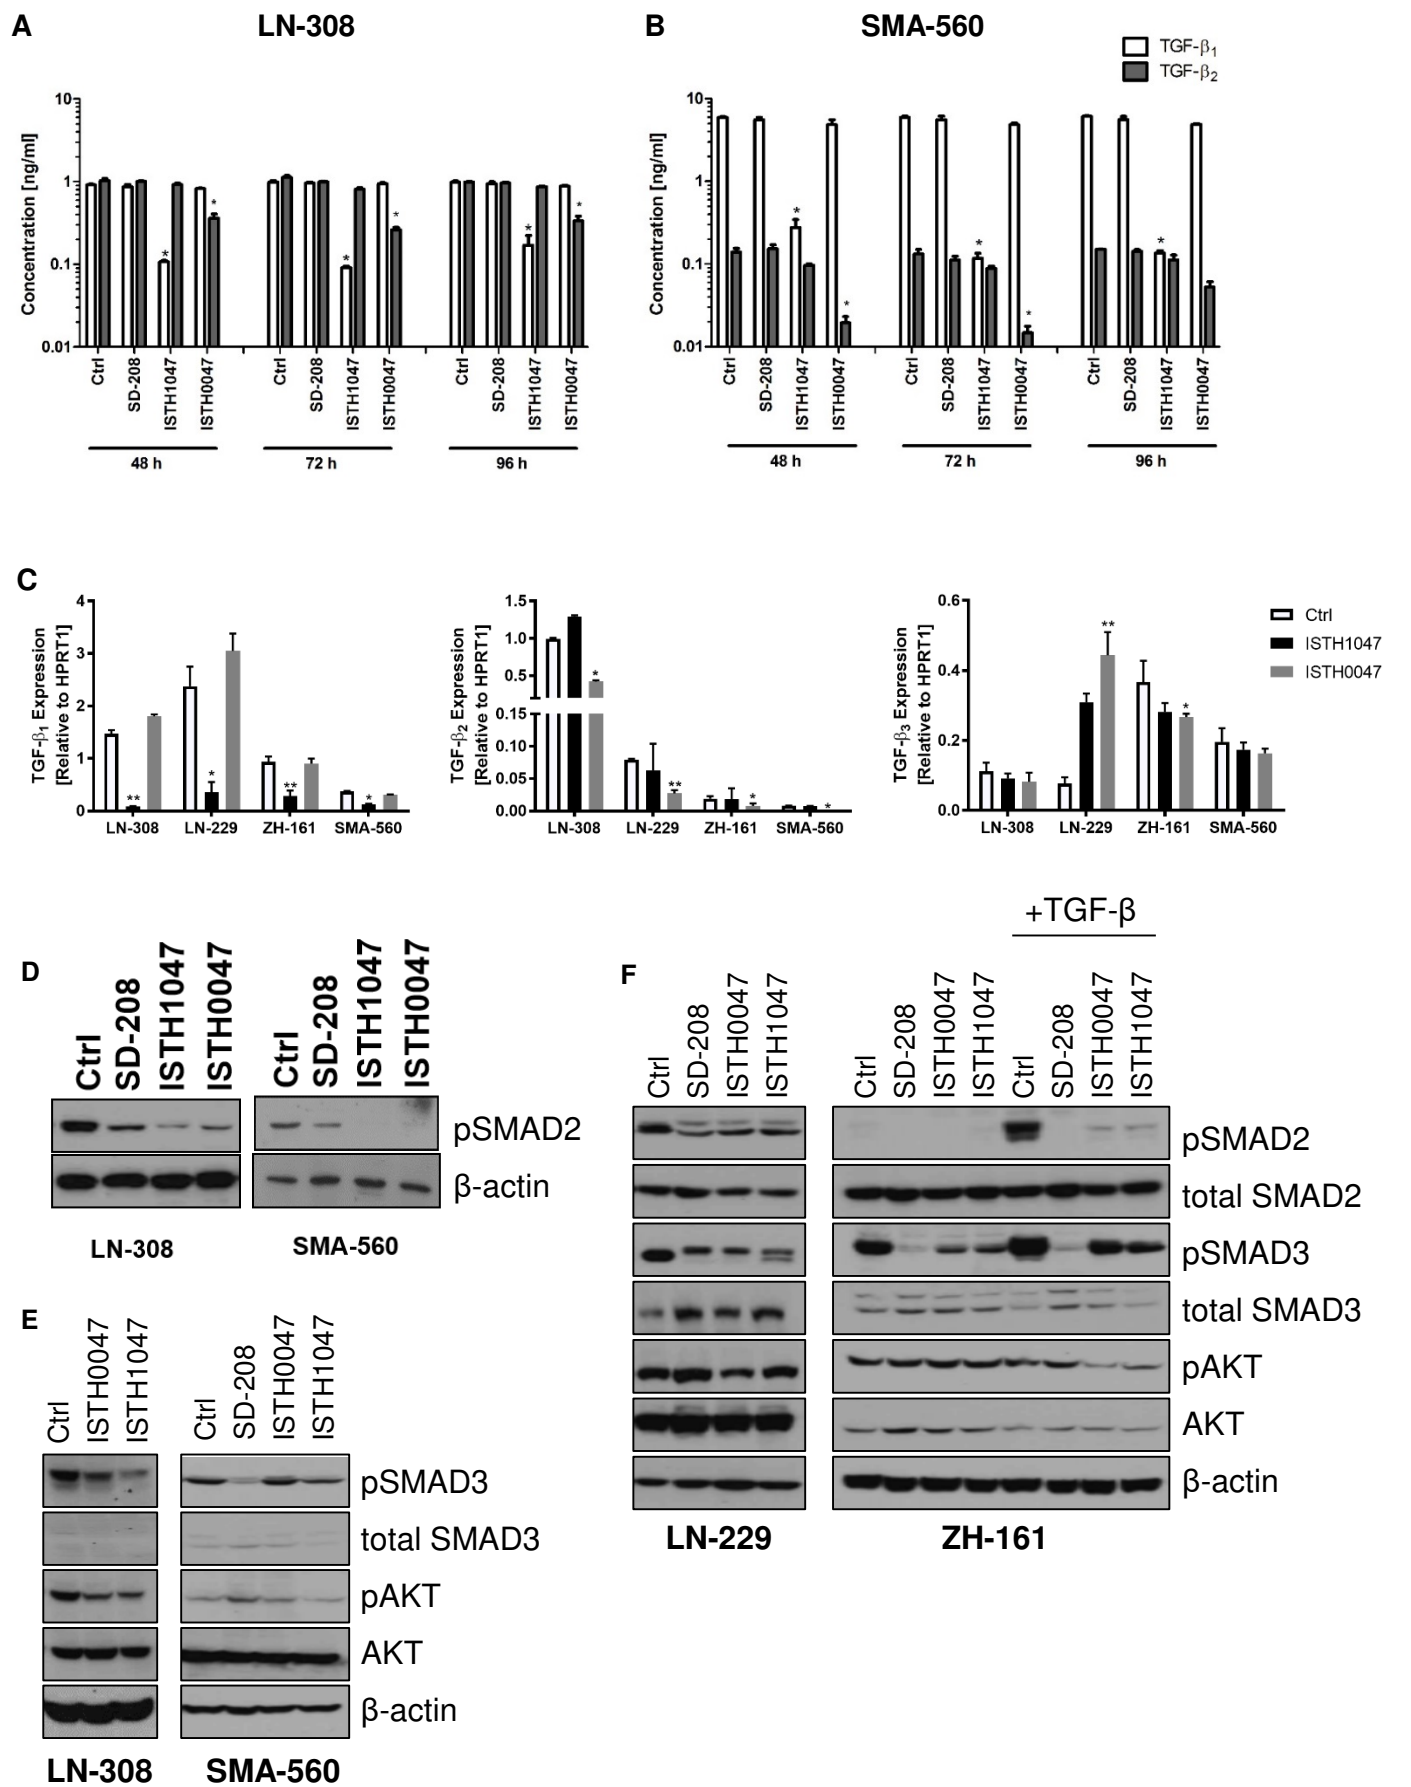 A
LN-308
B
SMA-560
TGF-β1
TGF-β2
Concentration [ng/ml]
10
1
0.1
0.01
Ctrl
SD-208
ISTH1047
ISTH0047
Ctrl
SD-208
ISTH1047
ISTH0047
Ctrl
SD-208
ISTH1047
ISTH0047
48 h
72 h
96 h
* * * * * *
Concentration [ng/ml]
10
1
0.1
0.01
Ctrl
SD-208
ISTH1047
ISTH0047
Ctrl
SD-208
ISTH1047
ISTH0047
Ctrl
SD-208
ISTH1047
ISTH0047
48 h
72 h
96 h
* * * * *
C
TGF-β1 Expression
[Relative to HPRT1]
4
3
2
1
0
** * ** *
LN-308 LN-229 ZH-161 SMA-560
TGF-β2 Expression
[Relative to HPRT1]
1.5
1.0
0.5
0.15
0.10
0.05
0.00
* ** * *
LN-308 LN-229 ZH-161 SMA-560
TGF-β3 Expression
[Relative to HPRT1]
0.6
0.4
0.2
0.0
** *
LN-308 LN-229 ZH-161 SMA-560
Ctrl
ISTH1047
ISTH0047
D
Ctrl
SD-208
ISTH1047
ISTH0047
Ctrl
SD-208
ISTH1047
ISTH0047
pSMAD2
β-actin
LN-308
SMA-560
E
Ctrl
ISTH0047
ISTH1047
Ctrl
SD-208
ISTH0047
ISTH1047
pSMAD3
total SMAD3
pAKT
AKT
β-actin
LN-308
SMA-560
F
+TGF-β
Ctrl
SD-208
ISTH0047
ISTH1047
Ctrl
SD-208
ISTH0047
ISTH1047
Ctrl
SD-208
ISTH0047
ISTH1047
pSMAD2
total SMAD2
pSMAD3
total SMAD3
pAKT
AKT
β-actin
LN-229
ZH-161